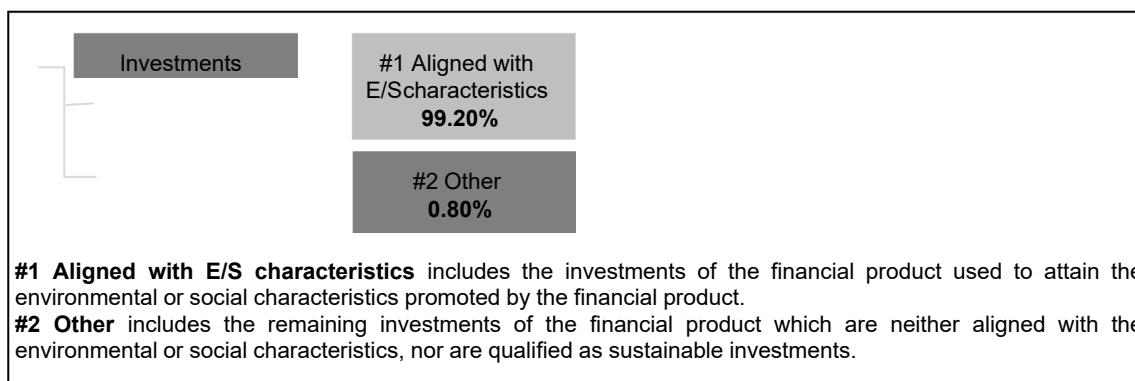 Investments
#1 Aligned with
E/Scharacteristics
99.20%
#2 Other
0.80%
#1 Aligned with E/S characteristics includes the investments of the financial product used to attain the
environmental or social characteristics promoted by the financial product.
#2 Other includes the remaining investments of the financial product which are neither aligned with the
environmental or social characteristics, nor are qualified as sustainable investments.